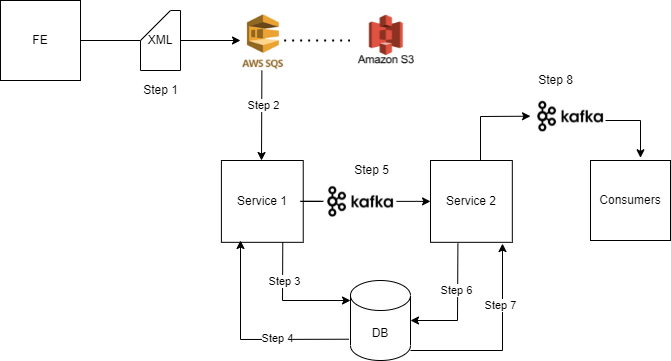 FE
XML
AWS SQS
Amazon S3
Step 1
Step 2
Step 8
kafka
Step 5
Service 1
kafka
Service 2
Consumers
Step 3
Step 6
Step 7
Step 4
DB